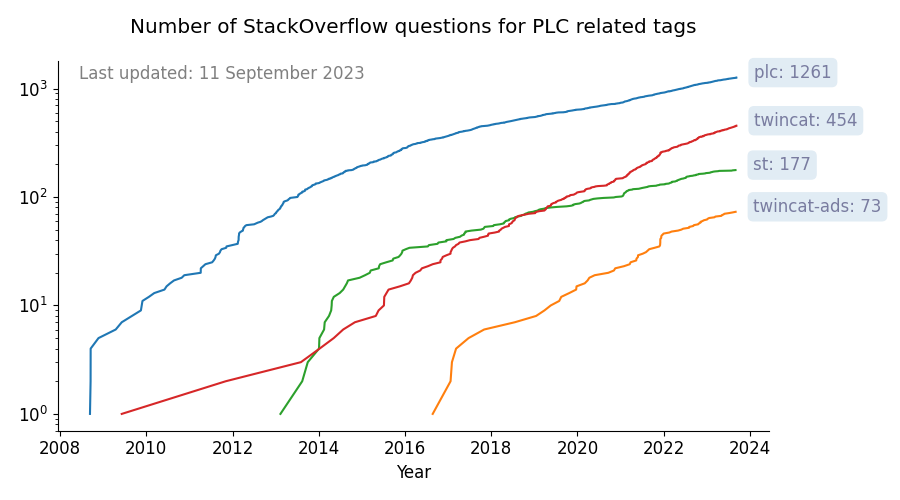 Number of StackOverflow questions for PLC related tags
Last updated: 11 September 2023
plc: 1261
twincat: 454
st: 177
twincat-ads: 73
10³
10²
10¹
10⁰
2008 2010 2012 2014 2016 2018 2020 2022 2024
Year